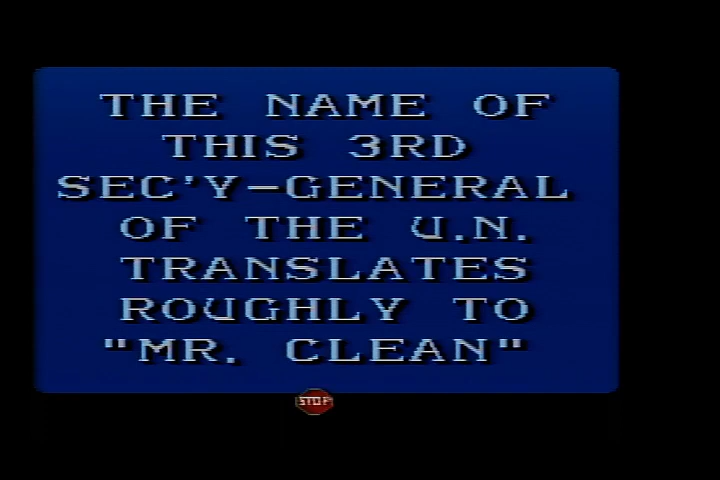 THE NAME OF
THIS 3RD
SEC'Y-GENERAL
OF THE U.N.
TRANSLATES
ROUGHLY TO
"MR. CLEAN"
STOP